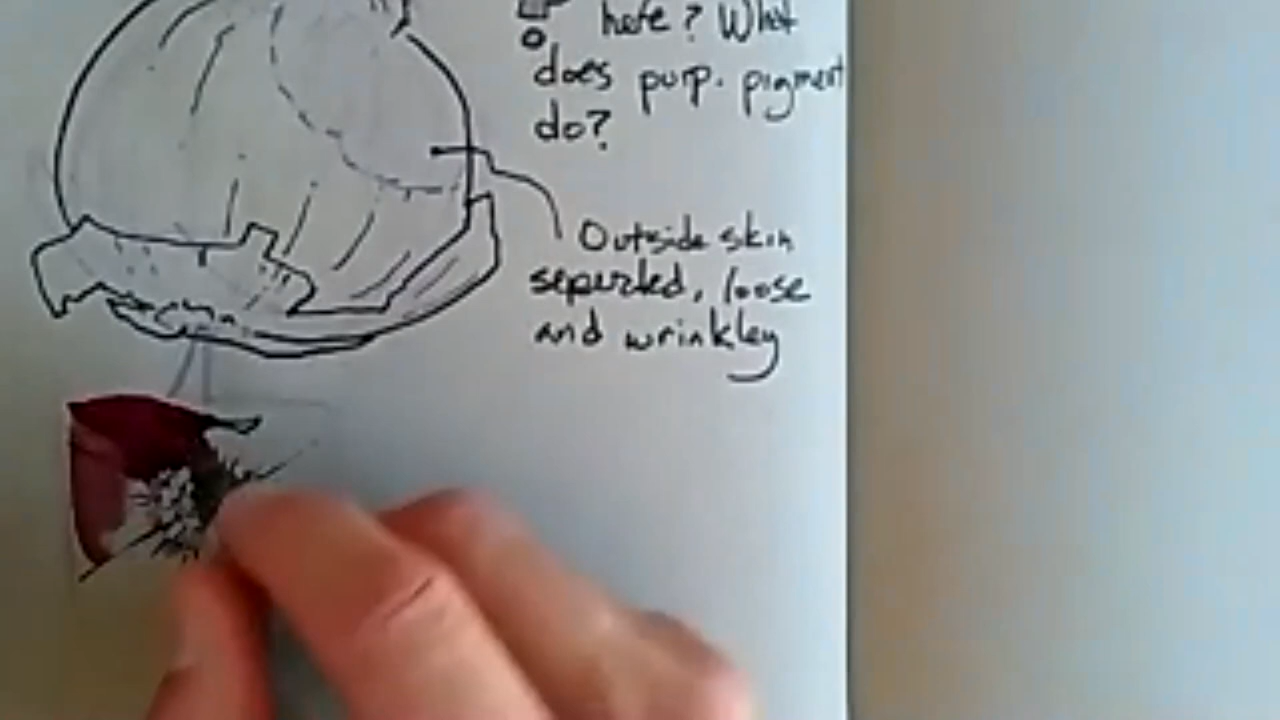 here? What
does purp. pigment
do?
Outside skin
seperated, loose
and wrinkley